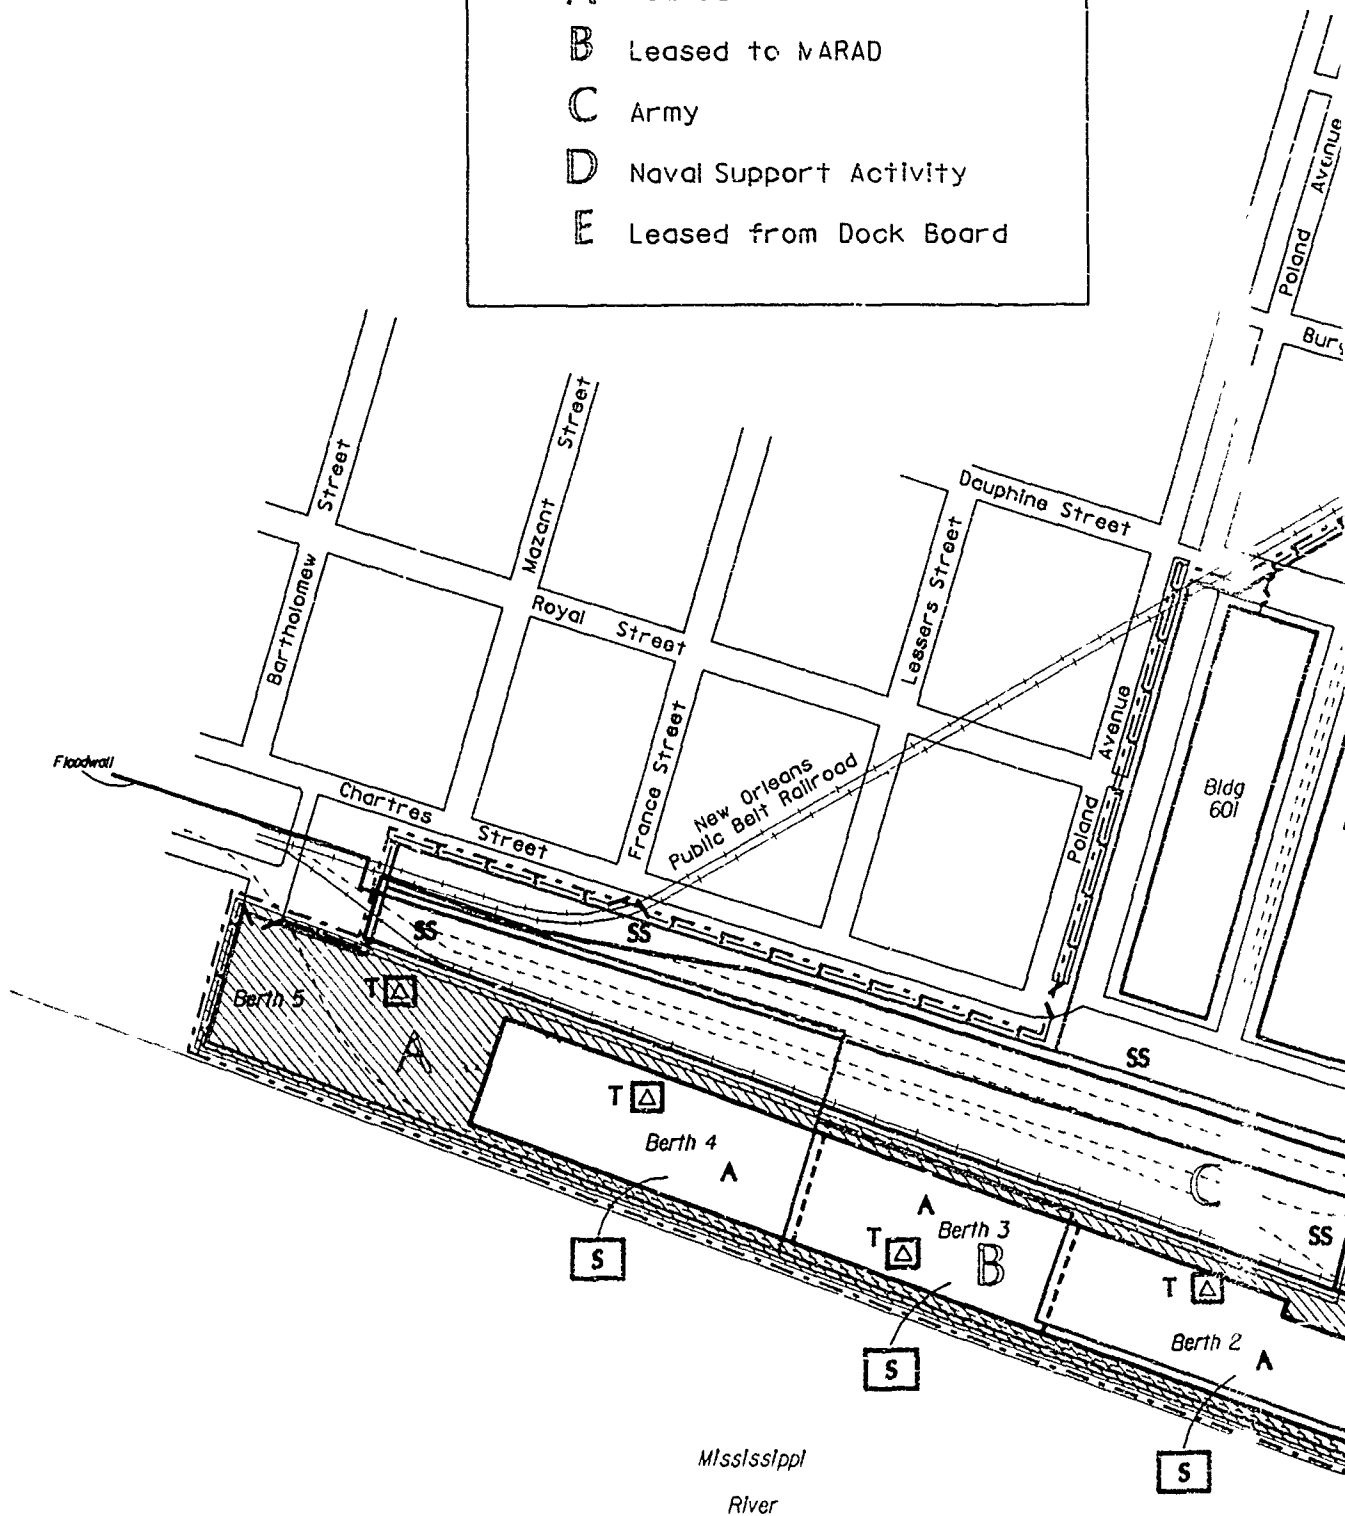 B Leased to MARAD
C Army
D Naval Support Activity
E Leased from Dock Board
Poland Avenue
Street
Mazant Street
Dauphine Street
Bartholomew
Royal Street
Lessers Street
France Street
Avenue
Poland
Bldg
601
Floodwall
Chartres Street
New Orleans
Public Belt Railroad
SS
SS
SS
SS
Berth 5
T
A
T
Berth 4
A
S
A
T
Berth 3
B
S
C
T
Berth 2
A
S
Mississippi
River